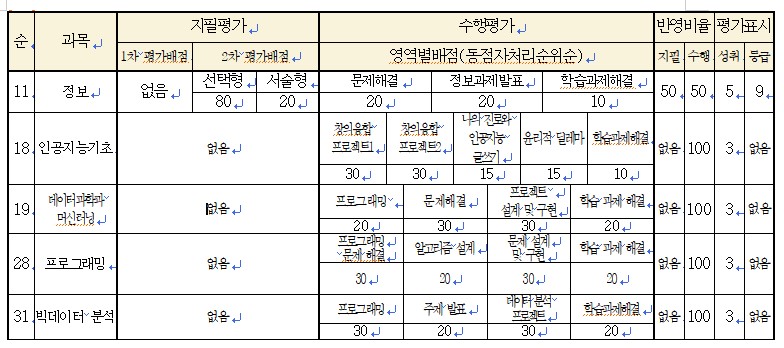 순 과목 지필평가 수행평가 반영비율 평가표시
1차 평가배점 2차 평가배점 영역별배점(동점자처리순위순) 지필 수행 성취 등급
11 정보 없음 선택형 서술형 문제해결 정보과제발표 학습과제해결 50 50 5 9
80 20 20 20 10
18 인공지능기초 없음 창의융합 프로젝트1 창의융합 프로젝트2 나의 진로와 인공지능 글쓰기 윤리적 딜레마 학습과제해결 없음 100 3 없음
30 30 15 15 10
19 데이터과학과 머신러닝 없음 프로그래밍 문제해결 프로젝트 설계 및 구현 학습 과제 해결 없음 100 3 없음
20 30 30 20
28 프로그래밍 없음 프로그래밍 문제 해결 알고리즘 설계 문제 설계 및 구현 학습 과제 해결 없음 100 3 없음
30 20 30 20
31 빅데이터 분석 없음 프로그래밍 주제 발표 데이터 분석 프로젝트 학습과제해결 없음 100 3 없음
30 20 30 20